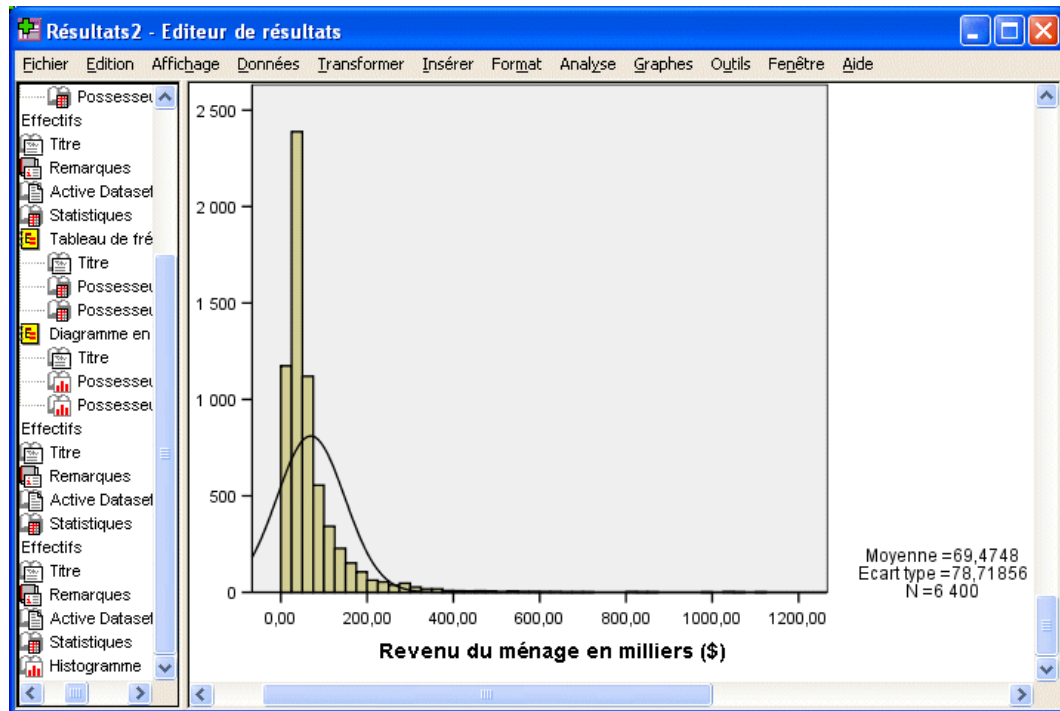 Résultats2 - Editeur de résultats
Fichier Edition Affichage Données Transformer Insérer Format Analyse Graphes Outils Fenêtre Aide
Possesseu
Effectifs
Titre
Remarques
Active Dataset
Statistiques
Tableau de fré
Titre
Possesseu
Possesseu
Diagramme en
Titre
Possesseu
Possesseu
Effectifs
Titre
Remarques
Active Dataset
Statistiques
Effectifs
Titre
Remarques
Active Dataset
Statistiques
Histogramme
2 500
2 000
1 500
1 000
500
0
0,00 200,00 400,00 600,00 800,00 1000,00 1200,00
Revenu du ménage en milliers ($)
Moyenne =69,4748
Ecart type =78,71856
N =6 400